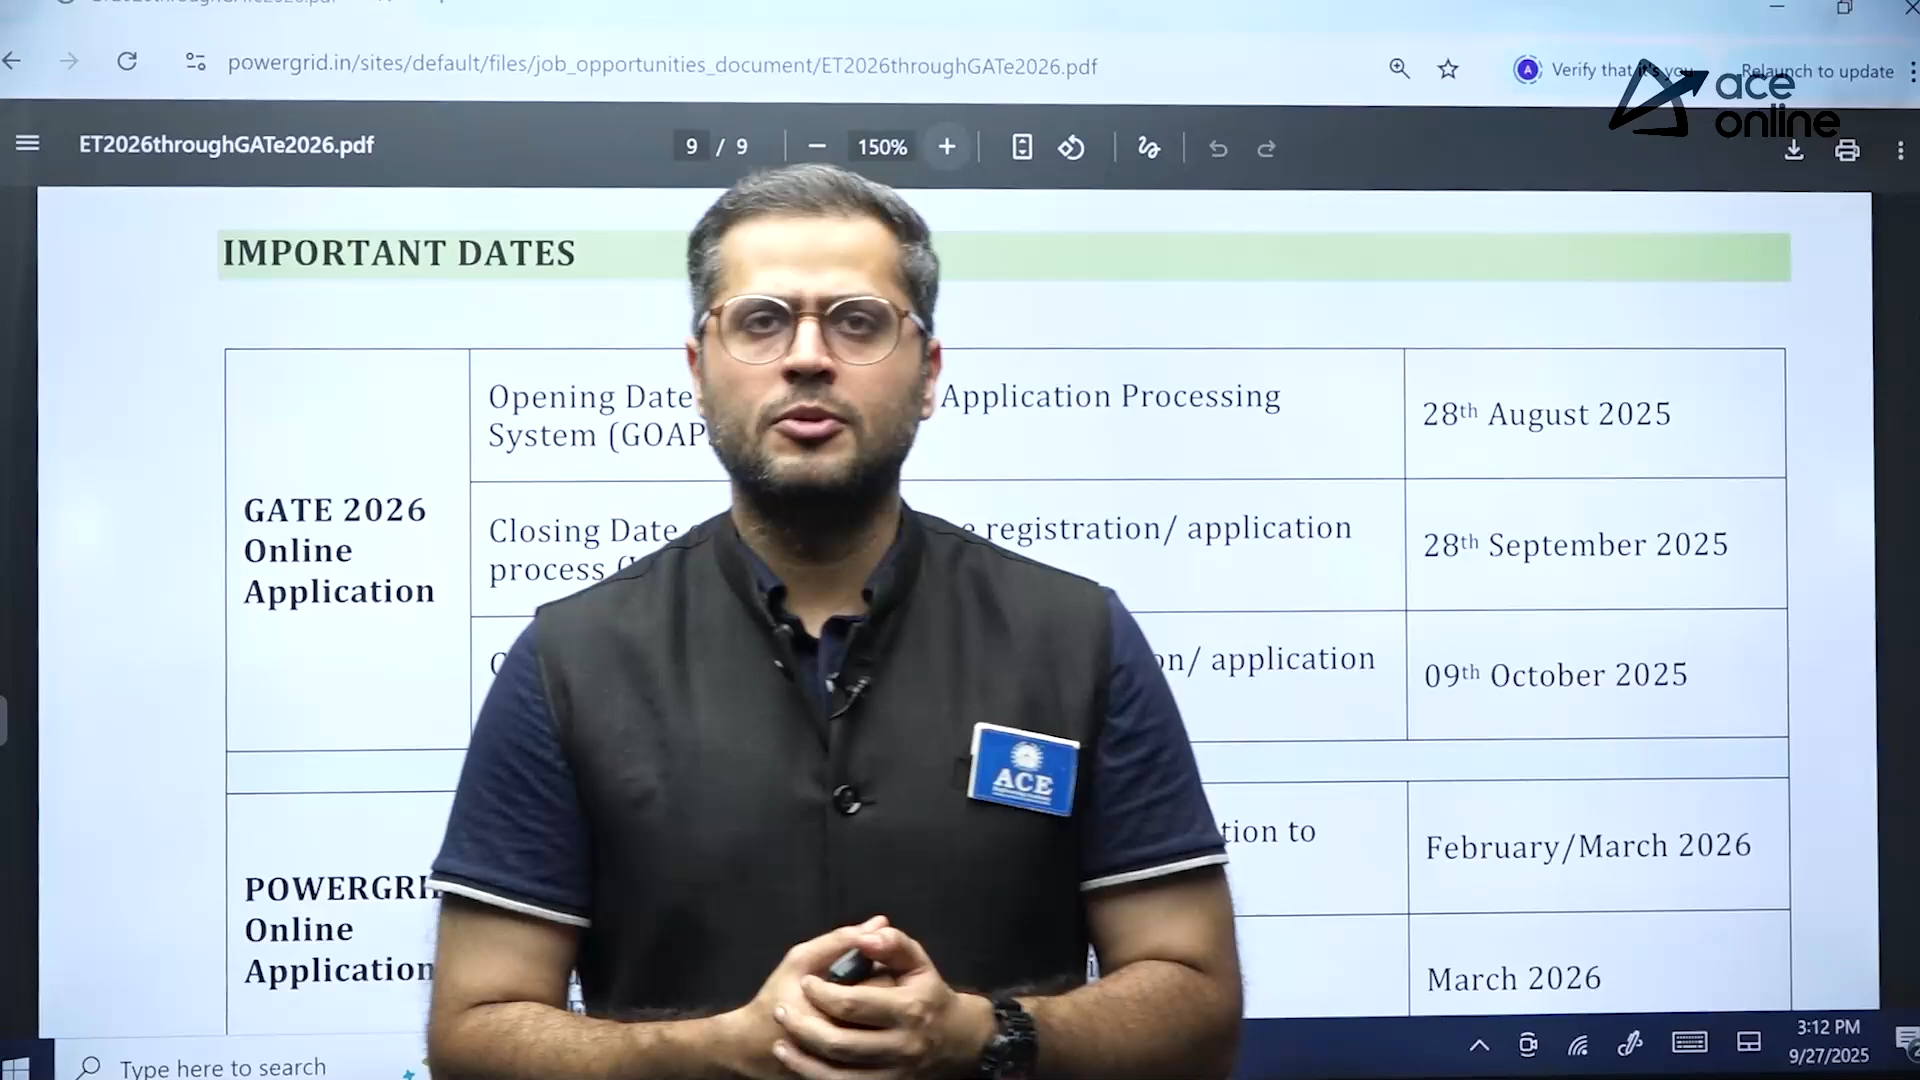 powergrid.in/sites/default/files/job_opportunities_document/ET2026throughGATe2026.pdf
Verify that it's you
Relaunch to update
ace
online
ET2026throughGATe2026.pdf
9 / 9
150%
IMPORTANT DATES
GATE 2026
Online
Application
Opening Date
Application Processing
System (GOAP
28th August 2025
Closing Date
registration/ application
process
28th September 2025
application
09th October 2025
POWERGRI
Online
Application
to
February/March 2026
March 2026
ACE
Type here to search
3:12 PM
9/27/2025